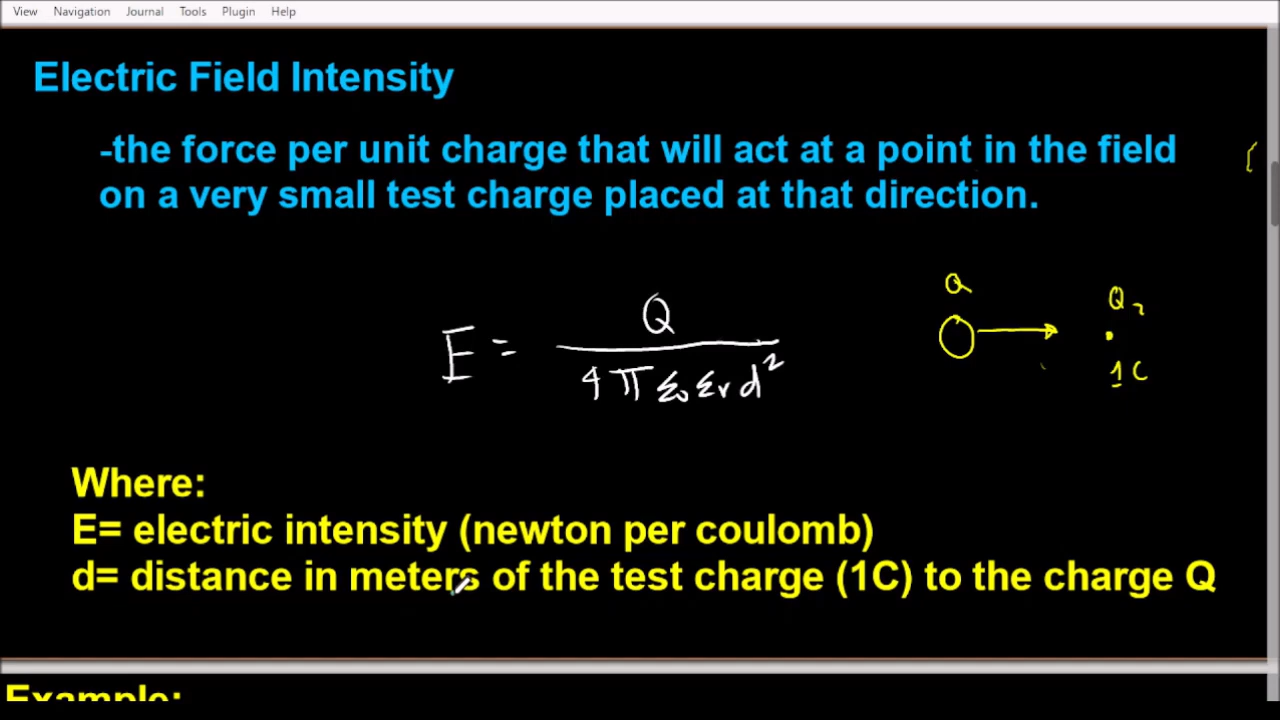 View Navigation Journal Tools Plugin Help
Electric Field Intensity
-the force per unit charge that will act at a point in the field
on a very small test charge placed at that direction.
E = Q / 4πε₀εrd²
Q
Q₂
1C
Where:
E= electric intensity (newton per coulomb)
d= distance in meters of the test charge (1C) to the charge Q
Example: